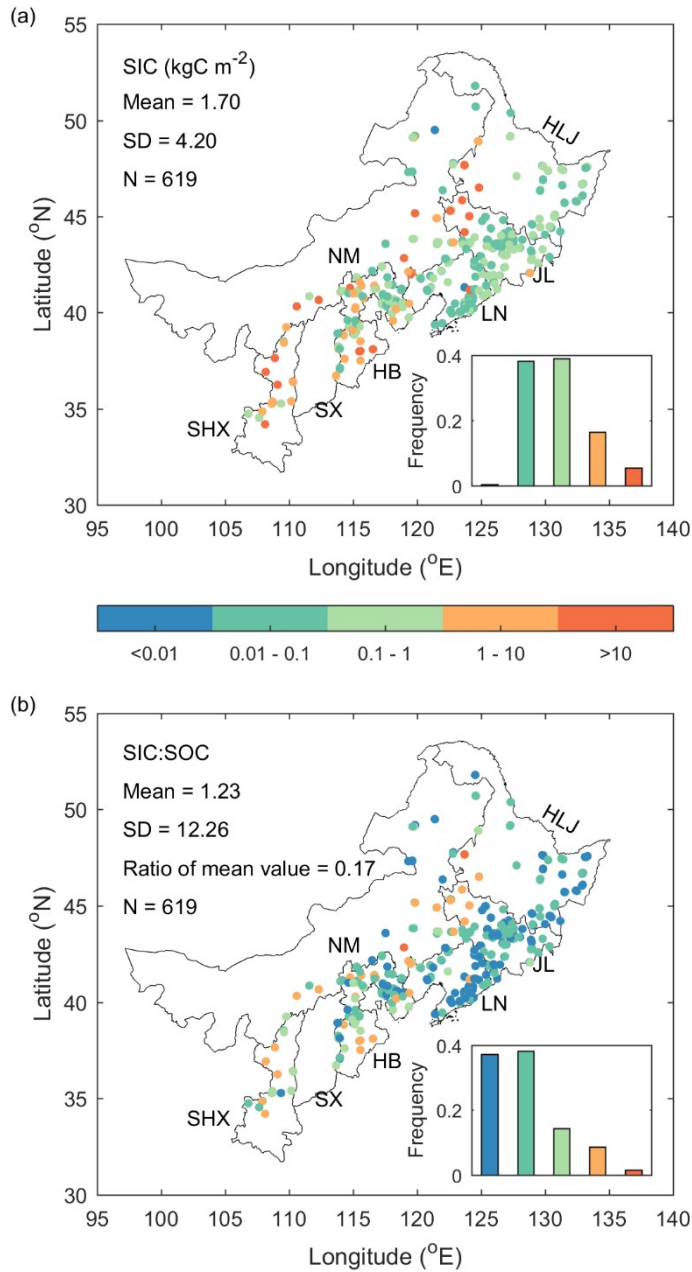 (a)
55
50
45
40
35
30
Latitude (°N)
SIC (kgC m⁻²)
Mean = 1.70
SD = 4.20
N = 619
HLJ
NM
JL
LN
HB
SX
SHX
0.4
0.2
0
Frequency
95 100 105 110 115 120 125 130 135 140
Longitude (°E)
<0.01 0.01 - 0.1 0.1 - 1 1 - 10 >10
(b)
55
50
45
40
35
30
Latitude (°N)
SIC:SOC
Mean = 1.23
SD = 12.26
Ratio of mean value = 0.17
N = 619
HLJ
NM
JL
LN
HB
SX
SHX
0.4
0.2
0
Frequency
95 100 105 110 115 120 125 130 135 140
Longitude (°E)